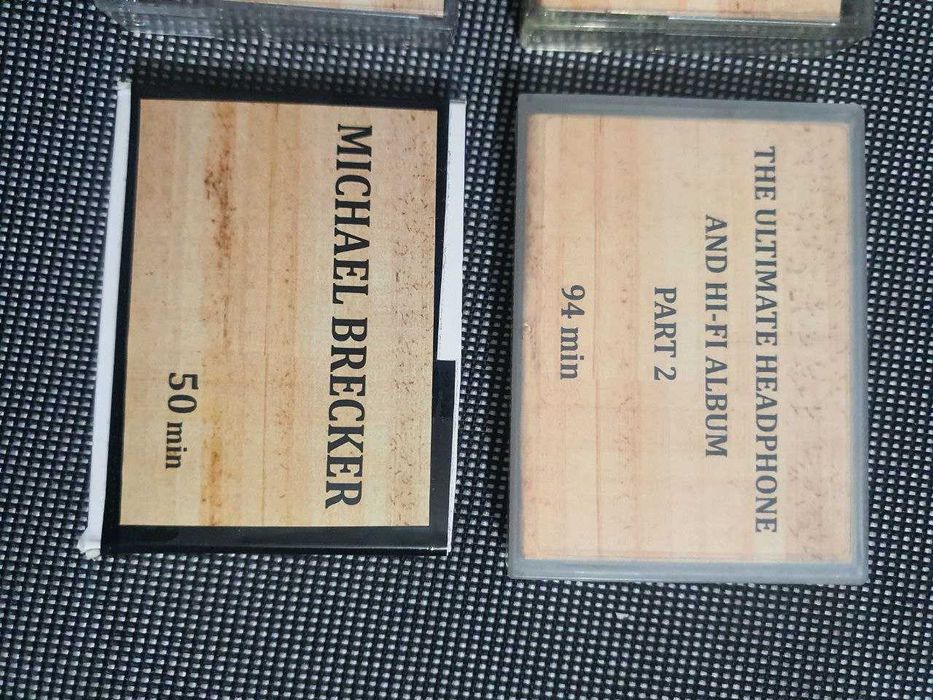 MICHAEL BRECKER
50 min
THE ULTIMATE HEADPHONE
AND HI-FI ALBUM
PART 2
94 min